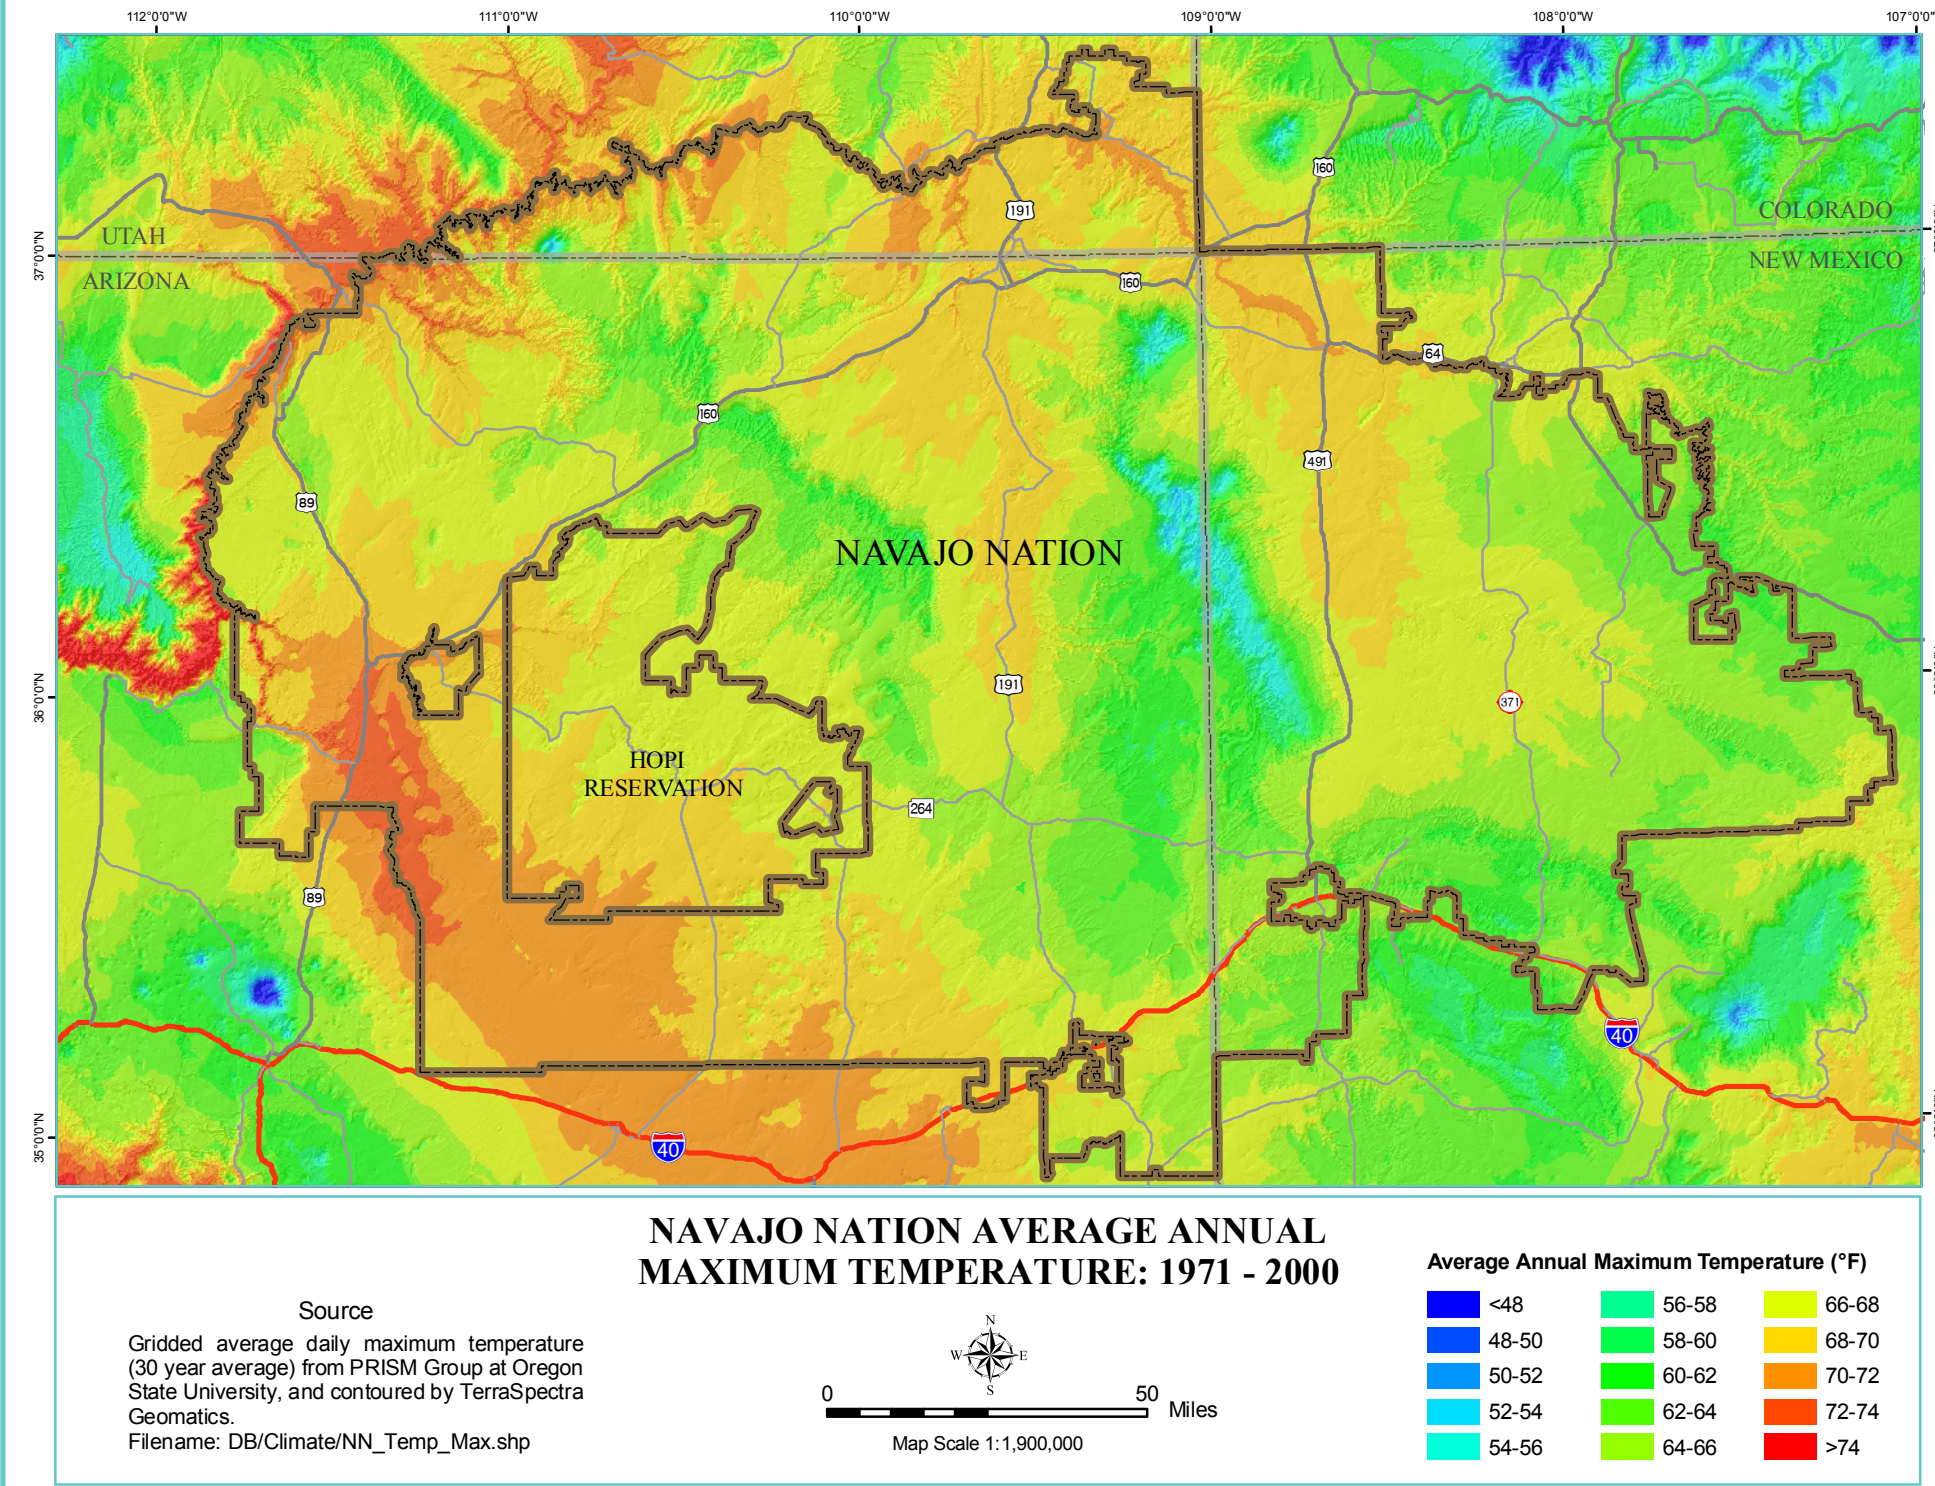 112°0'0"W
111°0'0"W
110°0'0"W
109°0'0"W
108°0'0"W
107°0'0"
37°0'0"N
36°0'0"N
35°0'0"N
UTAH
ARIZONA
COLORADO
NEW MEXICO
160
191
160
64
160
491
89
NAVAJO NATION
191
371
HOPI
RESERVATION
264
89
40
40
NAVAJO NATION AVERAGE ANNUAL
MAXIMUM TEMPERATURE: 1971 - 2000
Source
Gridded average daily maximum temperature
(30 year average) from PRISM Group at Oregon
State University, and contoured by TerraSpectra
Geomatics.
Filename: DB/Climate/NN_Temp_Max.shp
N
W E
S
0 50
Miles
Map Scale 1:1,900,000
Average Annual Maximum Temperature (°F)
<48
48-50
50-52
52-54
54-56
56-58
58-60
60-62
62-64
64-66
66-68
68-70
70-72
72-74
>74